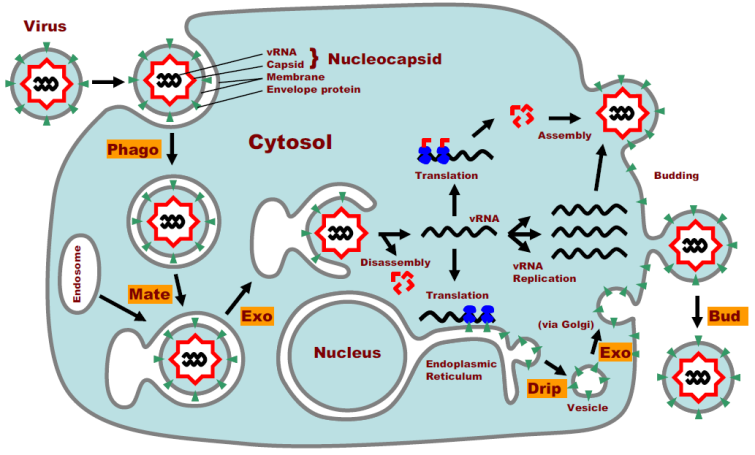 Virus
vRNA
Capsid
} Nucleocapsid
Membrane
Envelope protein
Phago
Cytosol
Assembly
Translation
Budding
Endosome
vRNA
Disassembly
vRNA
Replication
Mate
Exo
Translation
(via Golgi)
Bud
Nucleus
Endoplasmic
Reticulum
Exo
Drip
Vesicle